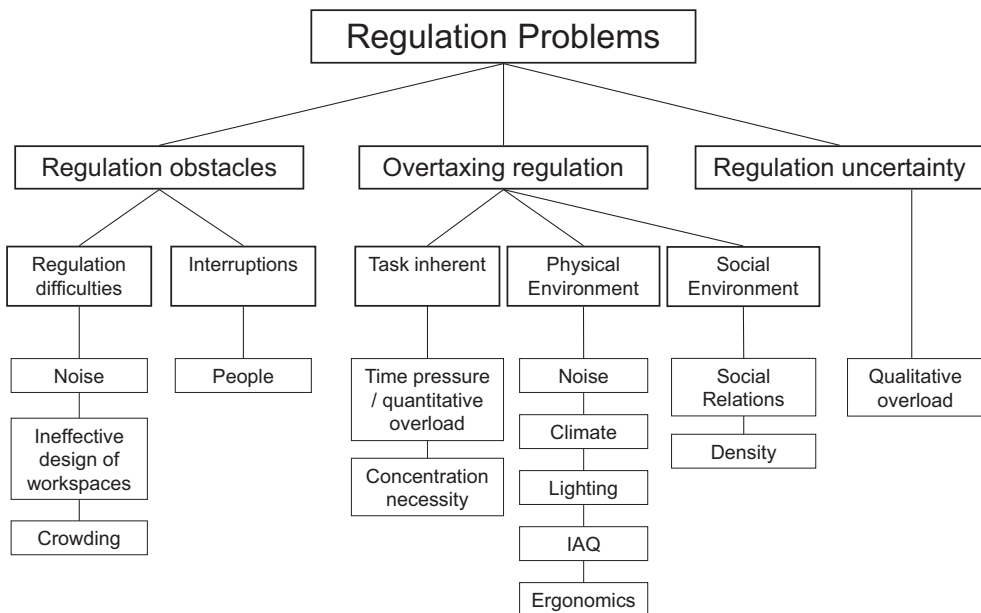 Regulation Problems
Regulation obstacles
Overtaxing regulation
Regulation uncertainty
Regulation
difficulties
Interruptions
Task inherent
Physical
Environment
Social
Environment
Noise
Ineffective
design of
workspaces
Crowding
People
Time pressure
/ quantitative
overload
Concentration
necessity
Noise
Climate
Lighting
IAQ
Ergonomics
Social
Relations
Density
Qualitative
overload